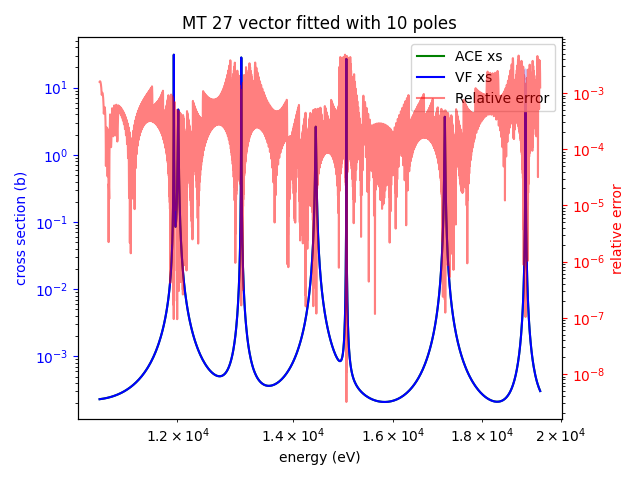 MT 27 vector fitted with 10 poles
ACE xs
VF xs
Relative error
cross section (b)
10¹
10⁰
10⁻¹
10⁻²
10⁻³
relative error
10⁻³
10⁻⁴
10⁻⁵
10⁻⁶
10⁻⁷
10⁻⁸
1.2 × 10⁴ 1.4 × 10⁴ 1.6 × 10⁴ 1.8 × 10⁴ 2 × 10⁴
energy (eV)